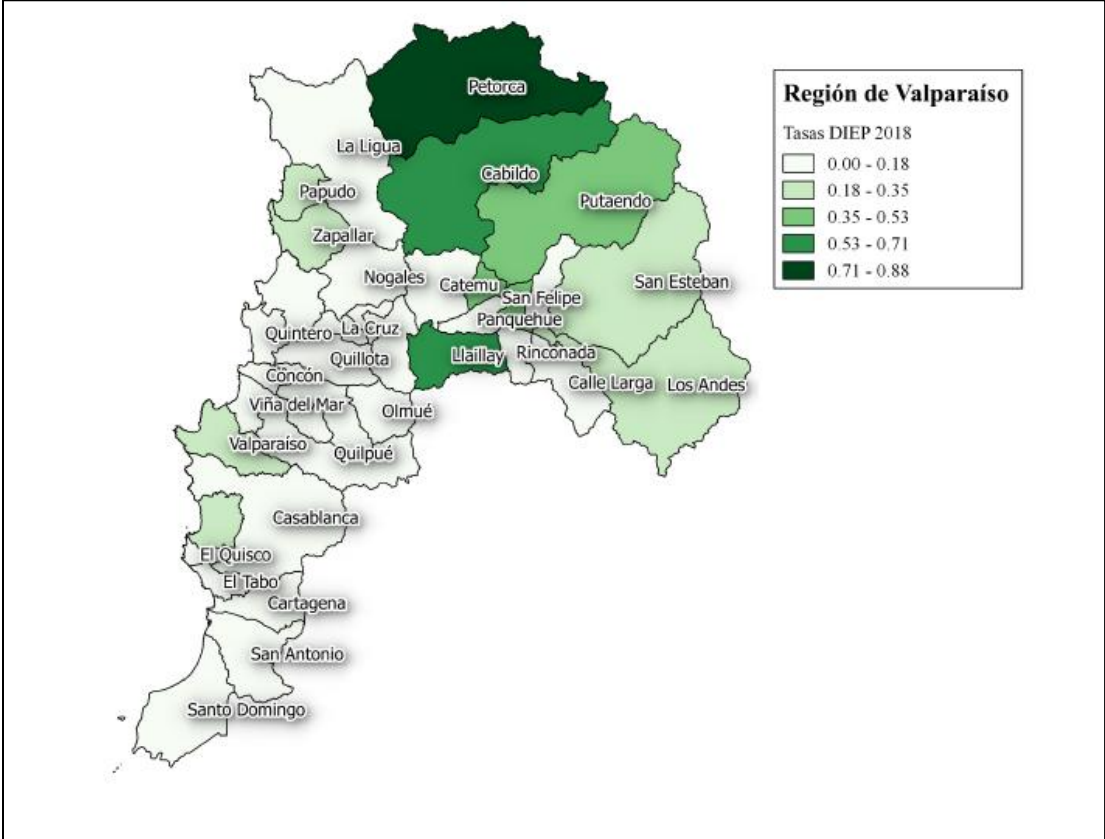 Petorca
La Ligua
Cabildo
Papudo
Putaendo
Zapallar
Nogales
Catemu
San Esteban
San Felipe
Panquehue
Quintero
La Cruz
Quillota
Llaillay
Rinconada
Concón
Calle Larga
Los Andes
Viña del Mar
Olmué
Valparaíso
Quilpué
Casablanca
El Quisco
El Tabo
Cartagena
San Antonio
Santo Domingo
Región de Valparaíso
Tasas DIEP 2018
0.00 - 0.18
0.18 - 0.35
0.35 - 0.53
0.53 - 0.71
0.71 - 0.88